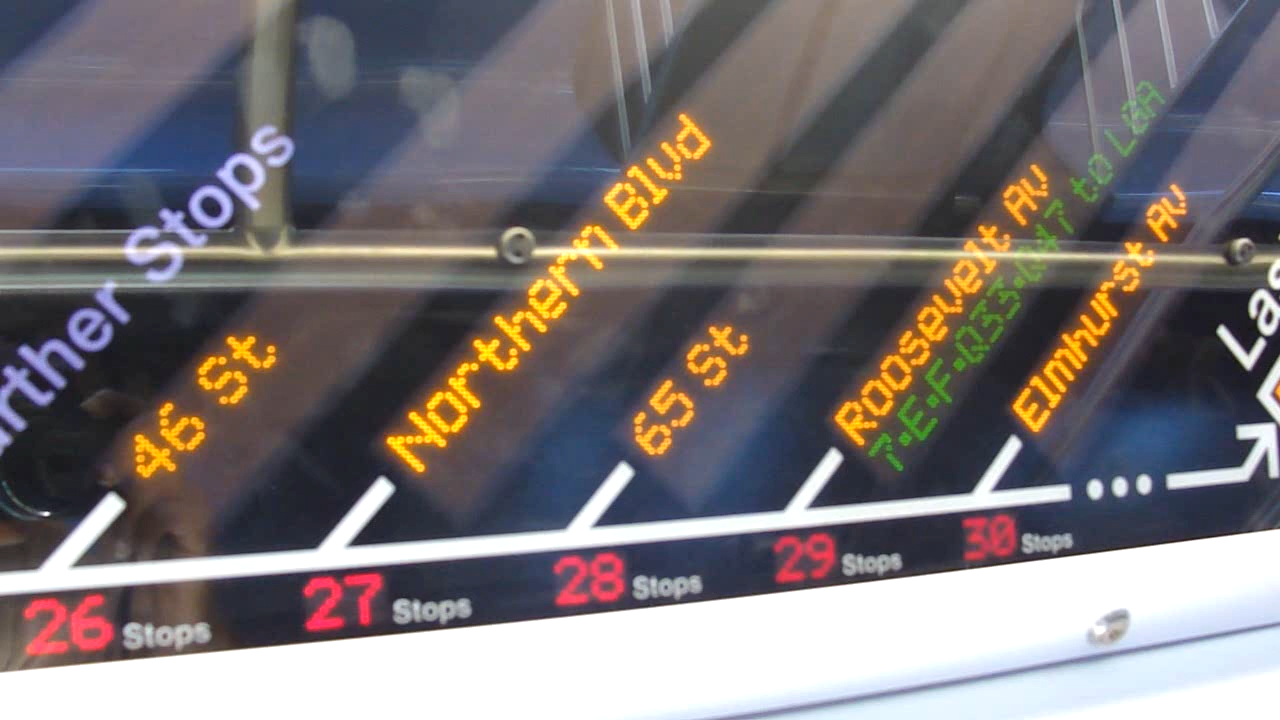 Stops
46 St
Northern Blvd
65 St
Roosevelt Av
7•E•F•Q33•Q47 to LGA
Elmhurst Av
26 Stops
27 Stops
28 Stops
29 Stops
30 Stops